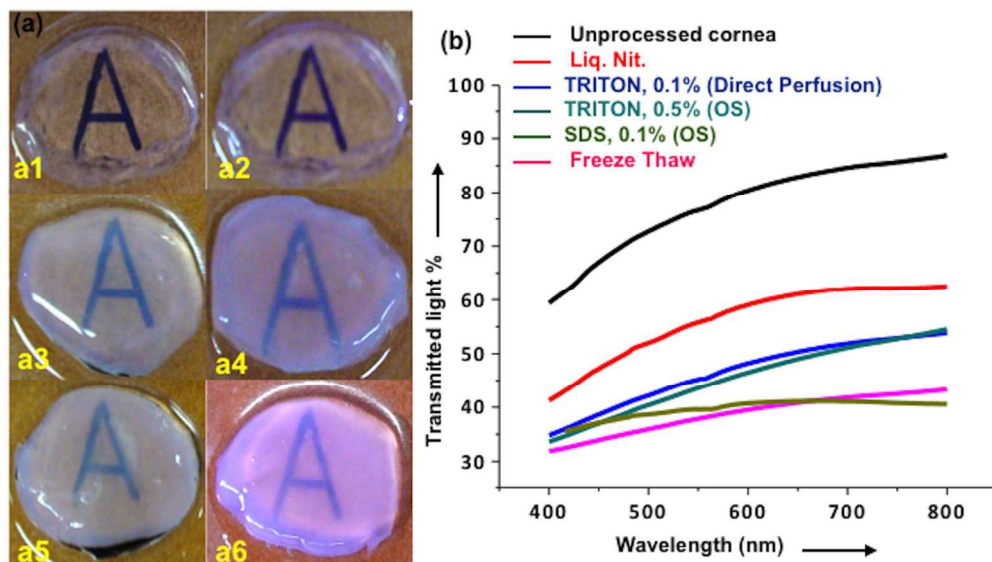 (a)
A
a1
A
a2
A
a3
A
a4
A
a5
A
a6
(b)
Unprocessed cornea
Liq. Nit.
TRITON, 0.1% (Direct Perfusion)
TRITON, 0.5% (OS)
SDS, 0.1% (OS)
Freeze Thaw
Transmitted light %
100
90
80
70
60
50
40
30
400 500 600 700 800
Wavelength (nm)